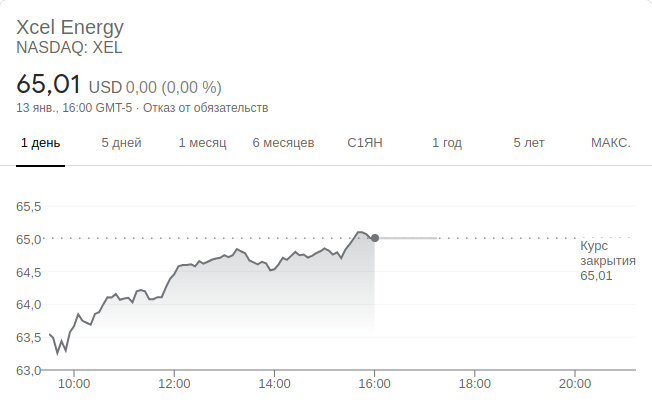 Xcel Energy
NASDAQ: XEL
65,01 USD 0,00 (0,00 %)
13 янв., 16:00 GMT-5 · Отказ от обязательств
1 день 5 дней 1 месяц 6 месяцев С1ЯН 1 год 5 лет МАКС.
65,5
65,0
64,5
64,0
63,5
63,0
Курс
закрытия
65,01
10:00 12:00 14:00 16:00 18:00 20:00